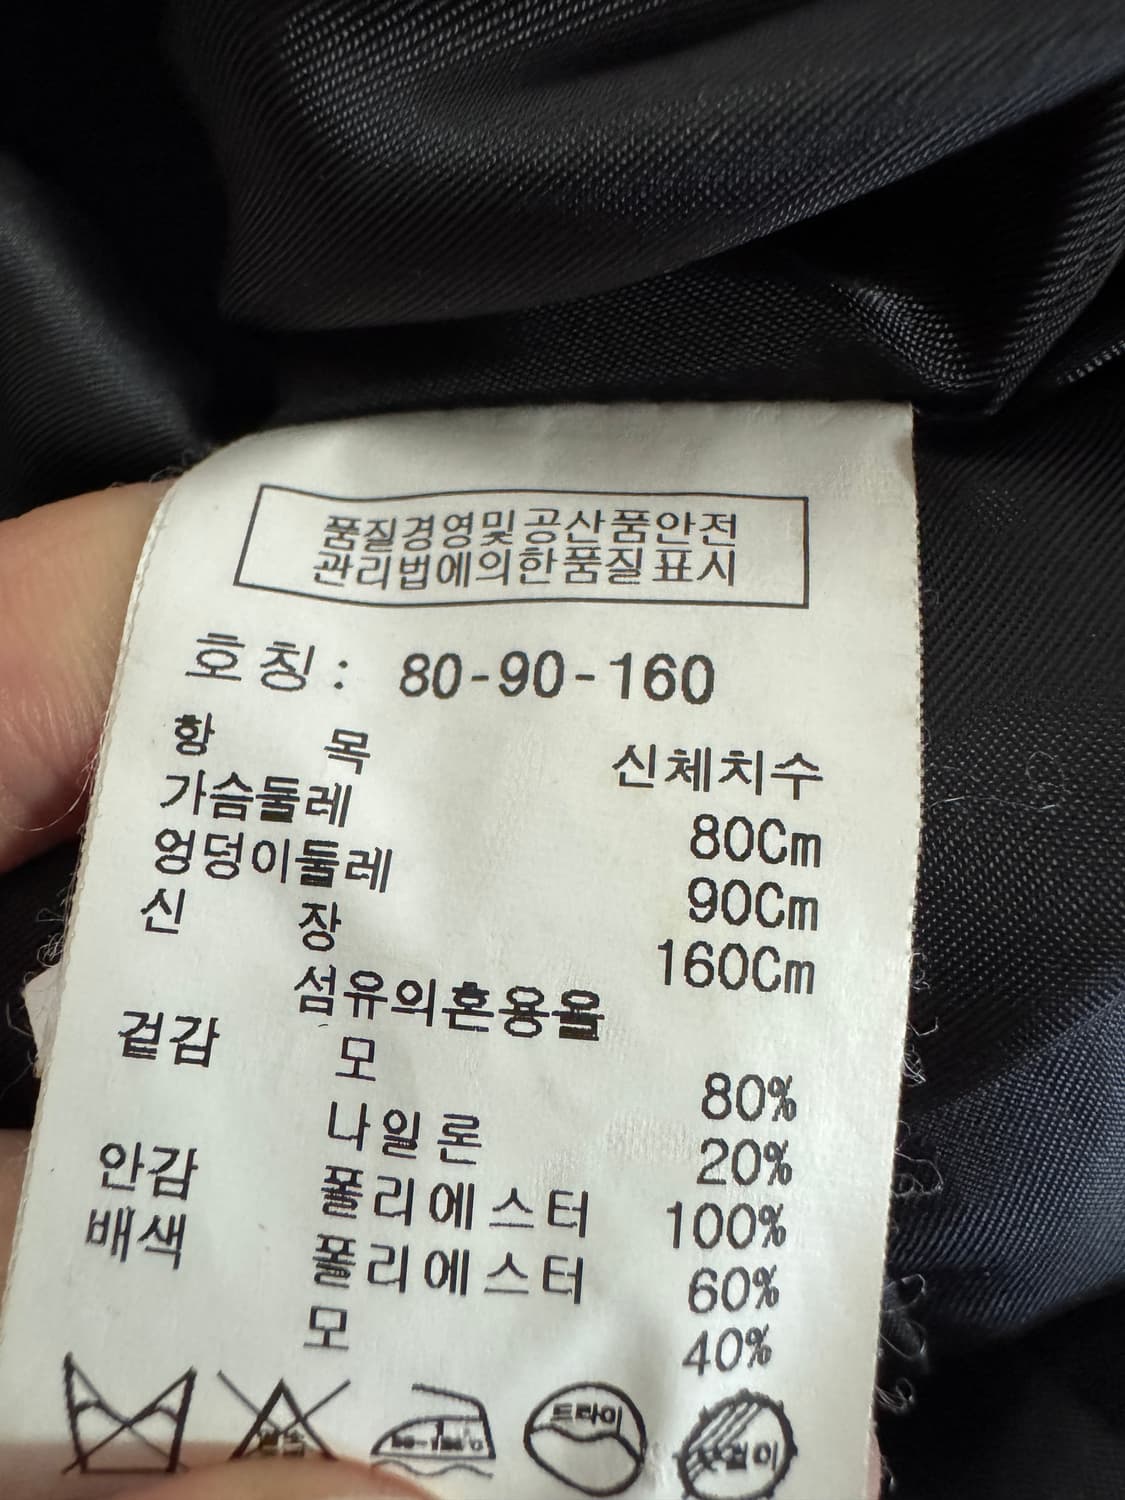 품질경영및공산품안전
관리법에의한품질표시
호칭: 80-90-160
항목 신체치수
가슴둘레 80Cm
엉덩이둘레 90Cm
신장 160Cm
섬유의혼용율
겉감 모 80%
나일론 20%
안감 폴리에스터 100%
배색 폴리에스터 60%
모 40%
드라이 옷걸이